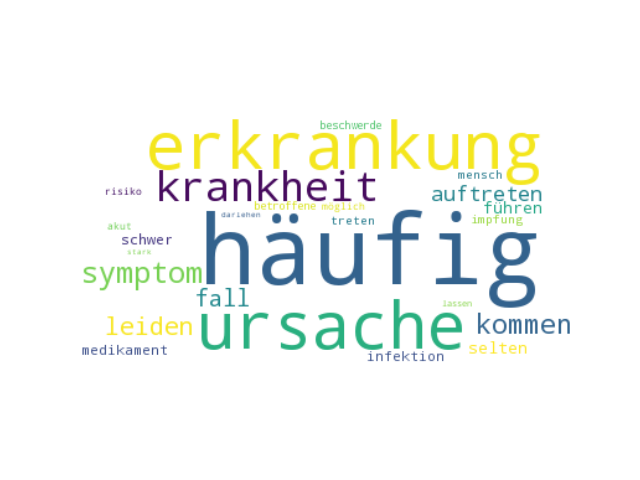 beschwerde
erkrankung
krankheit
mensch
risiko
auftreten
betroffene möglich
führen
dariehen
treten
impfung
akut
schwer
häufig
stark
symptom
fall
lassen
leiden
ursache
kommen
medikament
infektion
selten